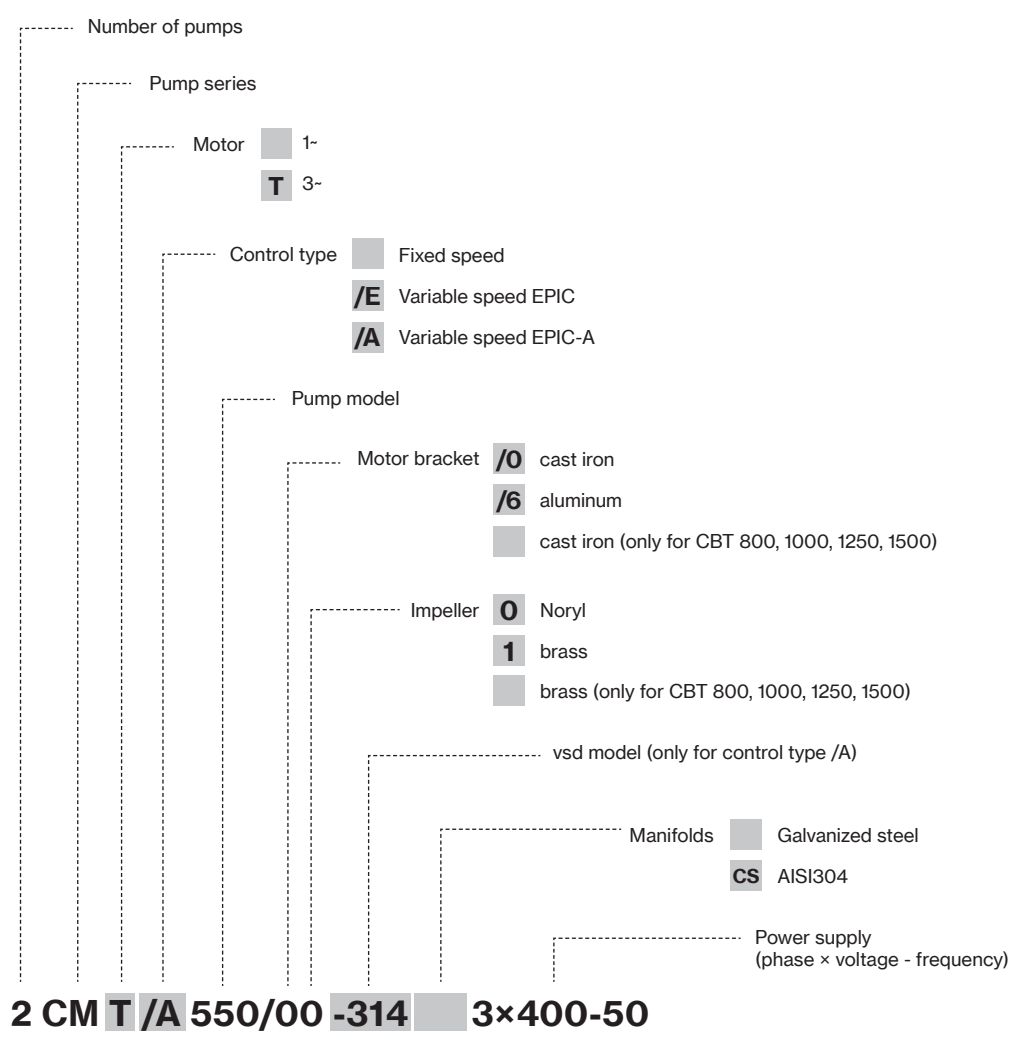 Number of pumps
Pump series
Motor 1~
T 3~
Control type Fixed speed
/E Variable speed EPIC
/A Variable speed EPIC-A
Pump model
Motor bracket /0 cast iron
/6 aluminum
cast iron (only for CBT 800, 1000, 1250, 1500)
Impeller 0 Noryl
1 brass
brass (only for CBT 800, 1000, 1250, 1500)
vsd model (only for control type /A)
Manifolds Galvanized steel
CS AISI304
Power supply
(phase × voltage - frequency)
2 CM T /A 550/00 -314 3×400-50